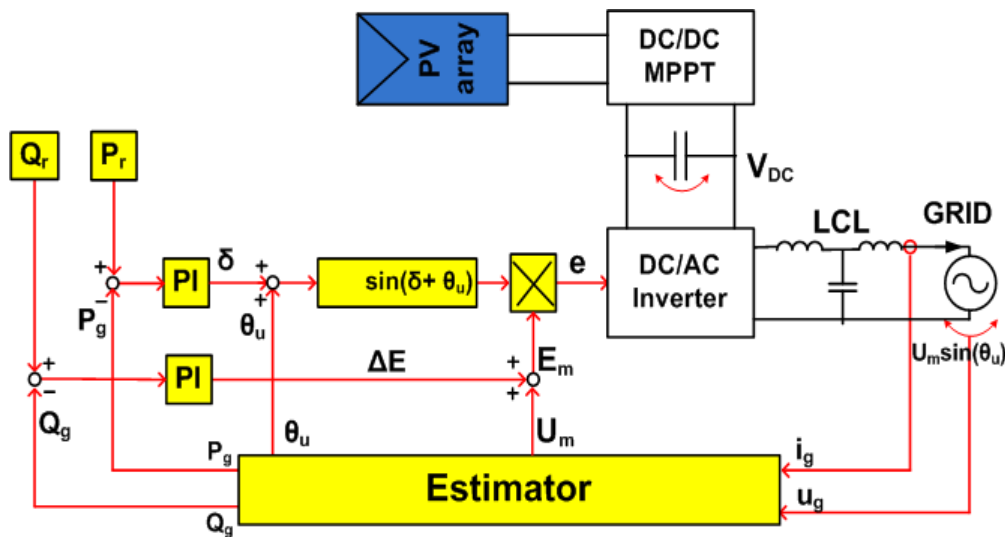 PV
array
DC/DC
MPPT
V_DC
Q_r
P_r
LCL
GRID
+
PI
δ
+
sin(δ+ θ_u)
e
DC/AC
Inverter
−
P_g
+
θ_u
U_m sin(θ_u)
+
PI
ΔE
+
E_m
−
+
Q_g
θ_u
U_m
P_g
i_g
Estimator
u_g
Q_g